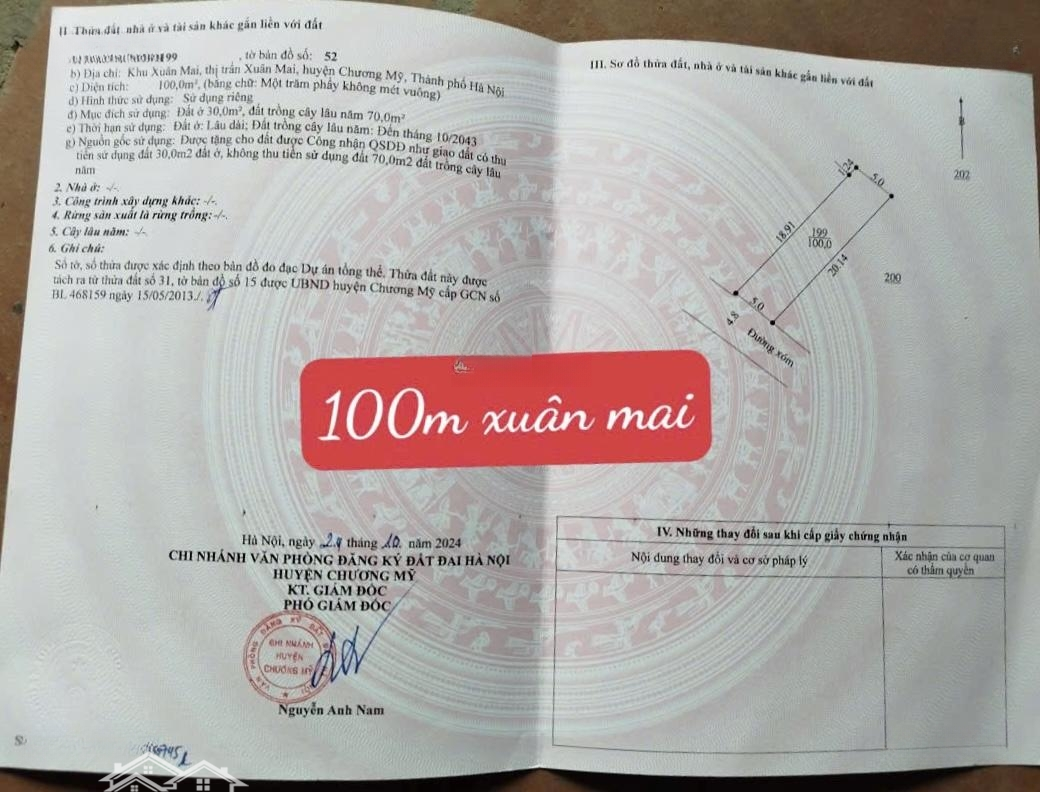 II. Thửa đất, nhà ở và tài sản khác gắn liền với đất
199 , tờ bản đồ số: 52
b) Địa chỉ: Khu Xuân Mai, thị trấn Xuân Mai, huyện Chương Mỹ, Thành phố Hà Nội
c) Diện tích: 100,0m², (bằng chữ: Một trăm phẩy không mét vuông)
d) Hình thức sử dụng: Sử dụng riêng
đ) Mục đích sử dụng: Đất ở 30,0m², đất trồng cây lâu năm 70,0m²
e) Thời hạn sử dụng: Đất ở: Lâu dài; Đất trồng cây lâu năm: Đến tháng 10/2043
g) Nguồn gốc sử dụng: Được tặng cho đất được Công nhận QSDĐ như giao đất có thu
tiền sử dụng đất 30.0m2 đất ở, không thu tiền sử dụng đất 70.0m2 đất trồng cây lâu
năm
2. Nhà ở: -/-.
3. Công trình xây dựng khác: -/-.
4. Rừng sản xuất là rừng trồng: -/-.
5. Cây lâu năm: -/-.
6. Ghi chú:
Số tờ, số thửa được xác định theo bản đồ đo đạc Dự án tổng thể. Thửa đất này được
tách ra từ thửa đất số 31, tờ bản đồ số 15 được UBND huyện Chương Mỹ cấp GCN số
BL 468159 ngày 15/05/2013./.
Hà Nội, ngày 24 tháng 10 năm 2024
CHI NHÁNH VĂN PHÒNG ĐĂNG KÝ ĐẤT ĐAI HÀ NỘI
HUYỆN CHƯƠNG MỸ
KT. GIÁM ĐỐC
PHÓ GIÁM ĐỐC
CHI NHÁNH
HUYỆN
CHƯƠNG MỸ
Nguyễn Anh Nam
III. Sơ đồ thửa đất, nhà ở và tài sản khác gắn liền với đất
B
202
1.24
5.0
18.91
199
100,0
20.14
200
5.0
4.8
Đường xóm
100m xuân mai
IV. Những thay đổi sau khi cấp giấy chứng nhận
Nội dung thay đổi và cơ sở pháp lý
Xác nhận của cơ quan
có thẩm quyền